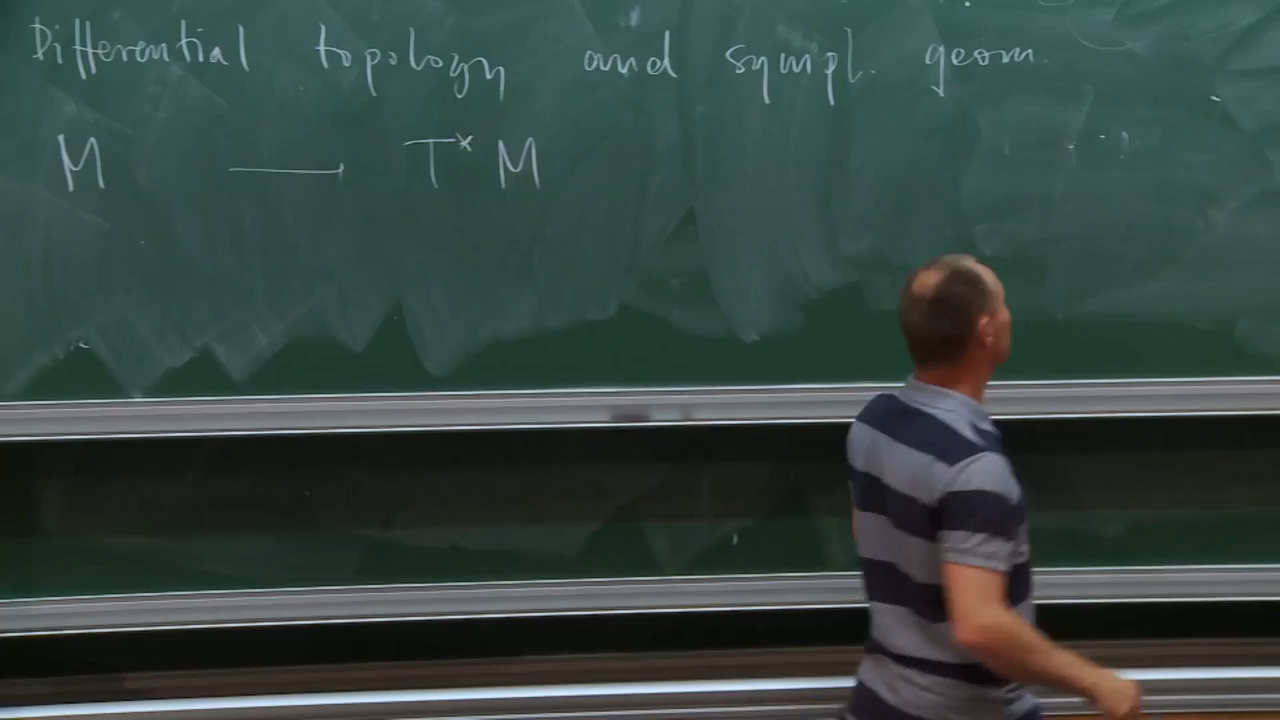 Differential topology and sympl. geom.
M → T* M